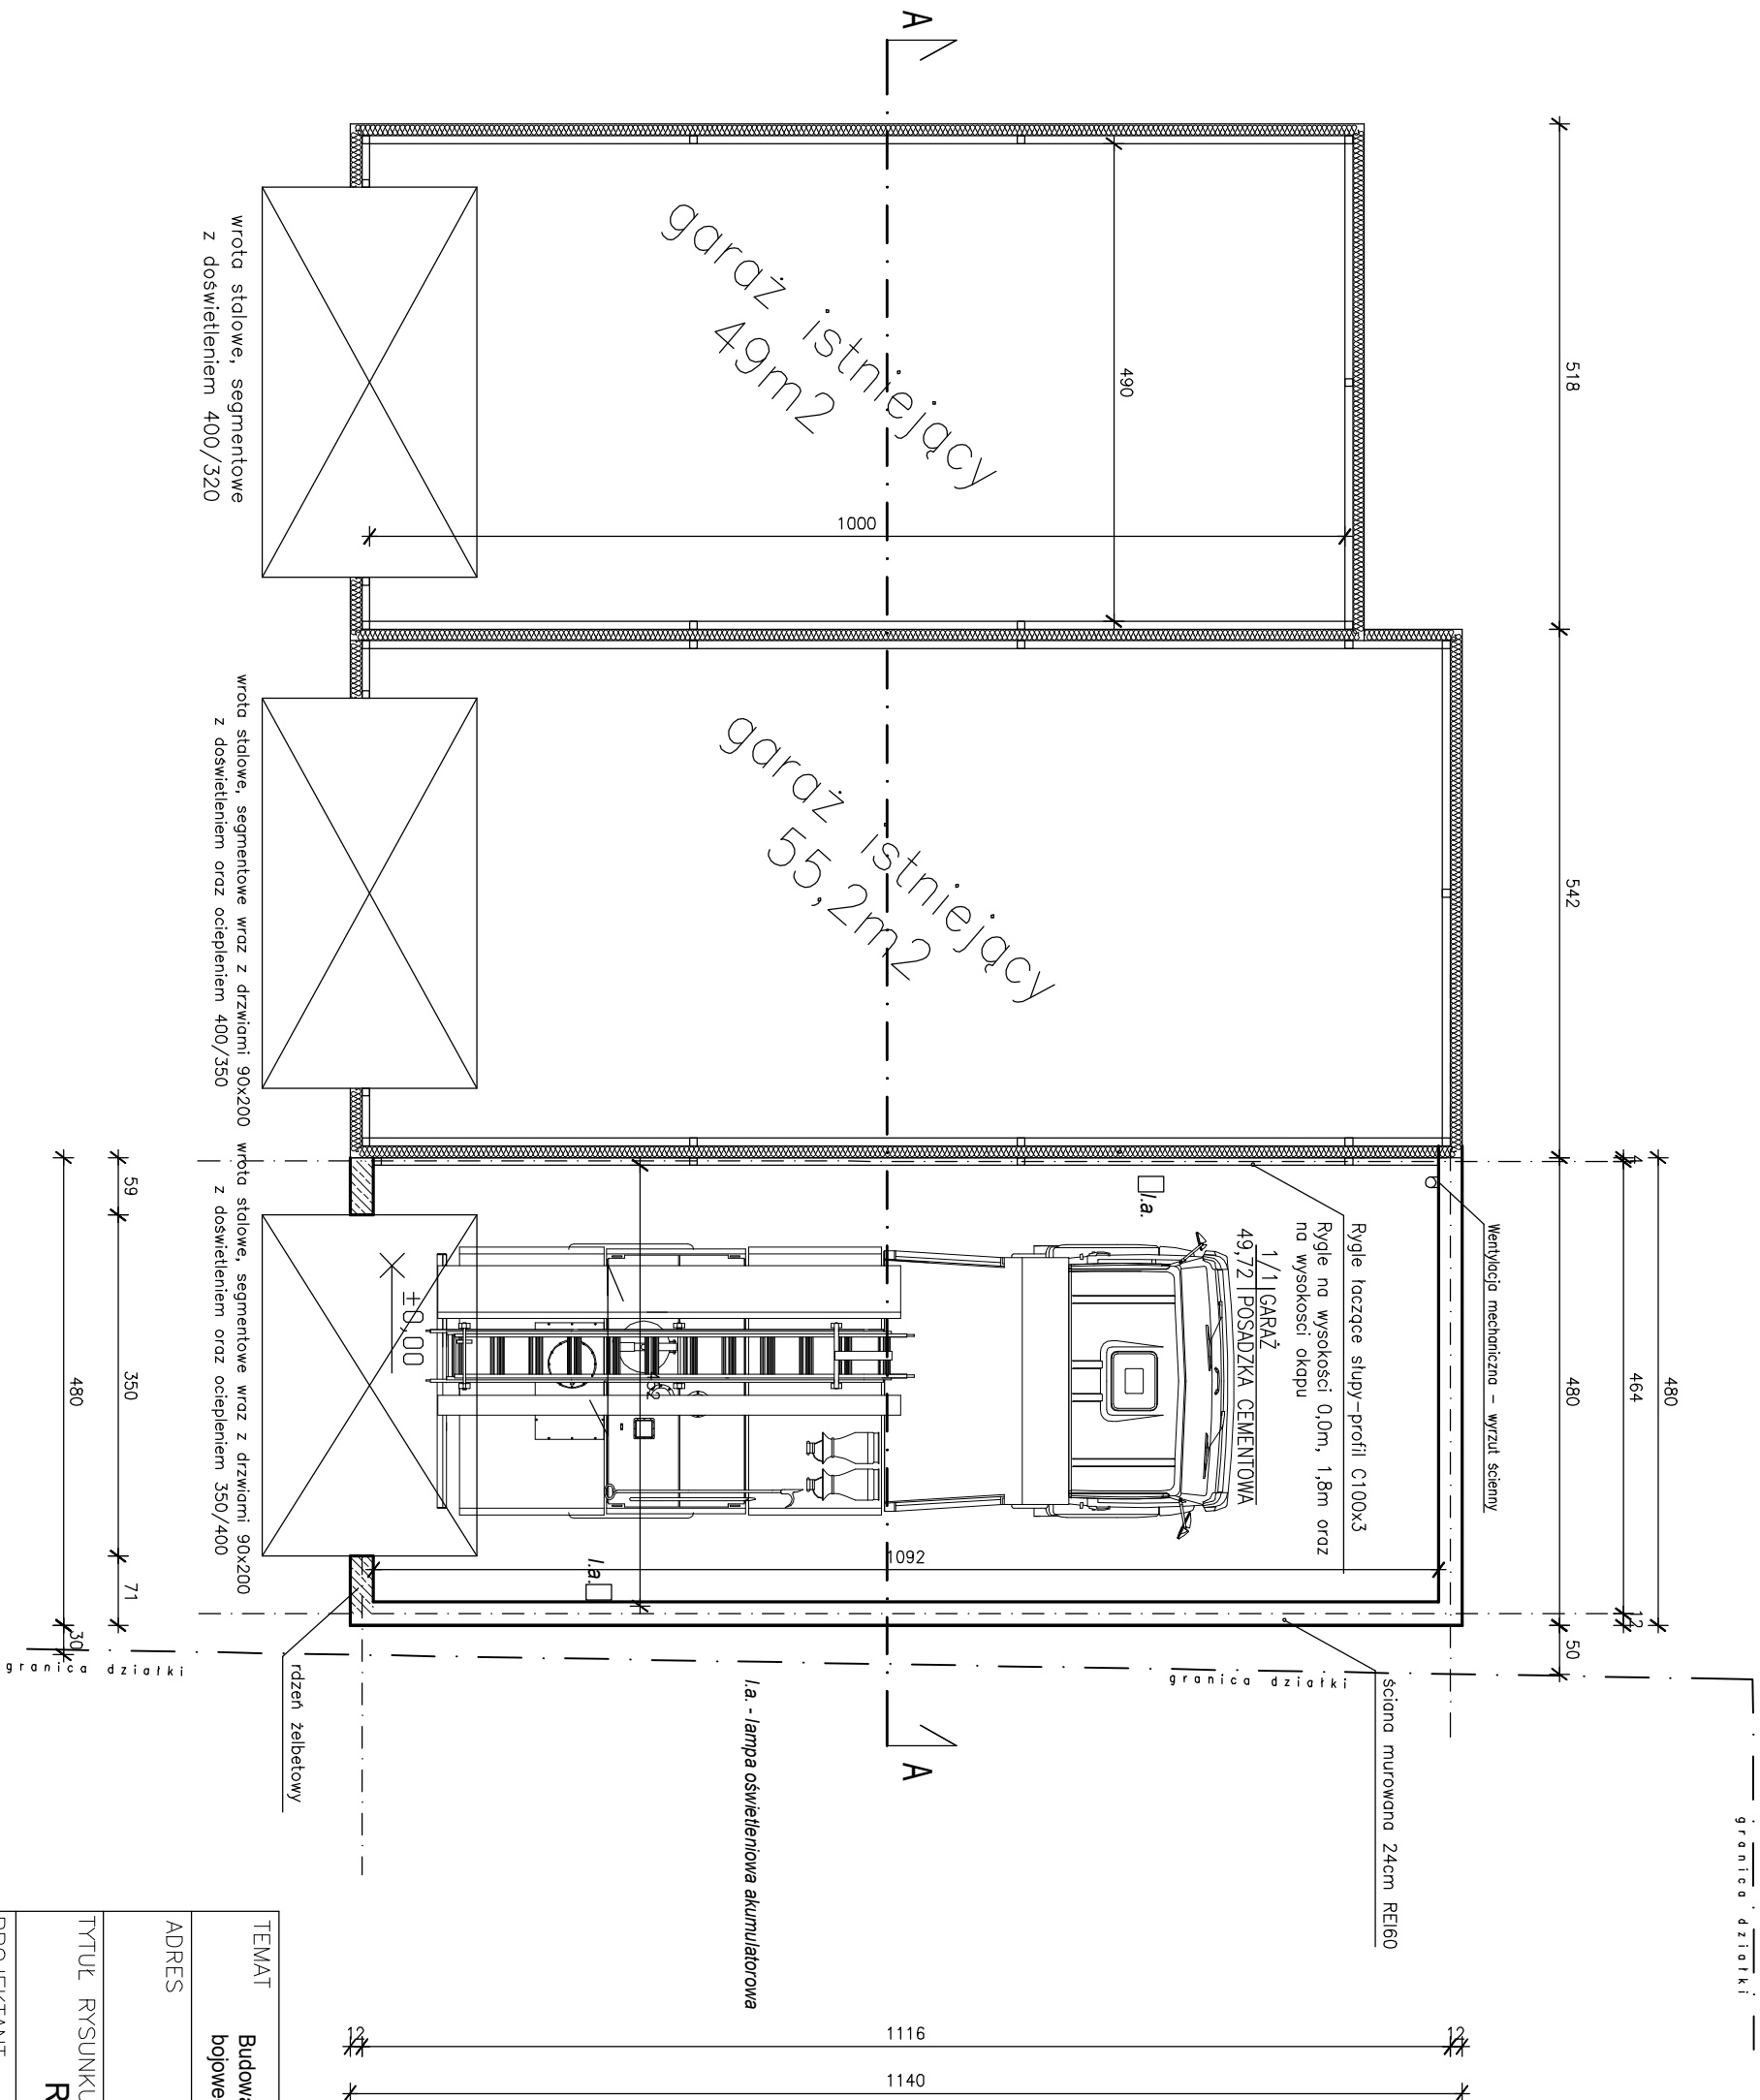 A
518
542
480
50
4
464
12
480
garaż istniejący
49m2
490
1000
garaż istniejący
55,2m2
wrota stalowe, segmentowe
z doświetleniem 400/320
wrota stalowe, segmentowe wraz z drzwiami 90x200
z doświetleniem oraz ociepleniem 400/350
wrota stalowe, segmentowe wraz z drzwiami 90x200
z doświetleniem oraz ociepleniem 350/400
Wentylacja mechaniczna – wyrzut ścienny
Rygle łaczące słupy–profil C100x3
Rygle na wysokości 0,0m, 1,8m oraz
na wysokości okapu
1/1 GARAŻ
49,72 POSADZKA CEMENTOWA
l.a.
l.a.
±0,00
1092
59
350
71
480
30
granica działki
granica działki
granica działki
ściana murowana 24cm REI60
rdzeń żelbetowy
l.a. - lampa oświetleniowa akumulatorowa
A
12
1116
12
1140
TEMAT
Budowa
bojowe
ADRES
TYTUŁ RYSUNKU
R
PROJEKTANT